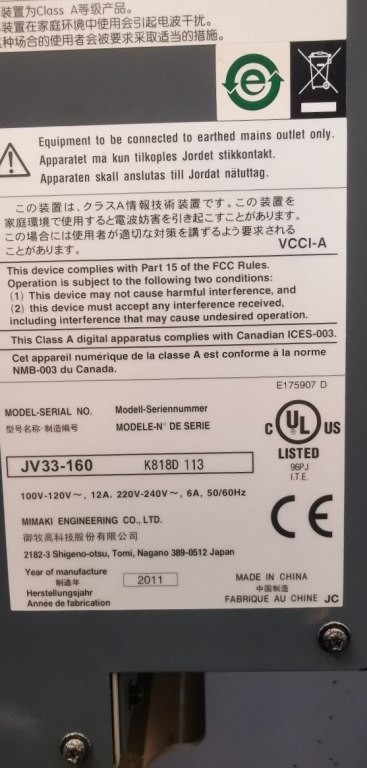 装置为Class A等级产品。
装置在家庭环境中使用会引起电波干扰。
这种场合的使用者会被要求采取适当的措施。
e
Equipment to be connected to earthed mains outlet only.
Apparatet må kun tilkoples Jordet stikkontakt.
Apparaten skall anslutas till Jordat nätuttag.
この装置は、クラスA情報技術装置です。この装置を
家庭環境で使用すると電波妨害を引き起こすことがあります。
この場合には使用者が適切な対策を講ずるよう要求される
ことがあります。
VCCI-A
This device complies with Part 15 of the FCC Rules.
Operation is subject to the following two conditions:
(1) This device may not cause harmful interference, and
(2) this device must accept any interference received,
including interference that may cause undesired operation.
This Class A digital apparatus complies with Canadian ICES-003.
Cet appareil numérique de la classe A est conforme à la norme
NMB-003 du Canada.
E175907 D
MODEL-SERIAL NO. Modell-Seriennummer
型号名称·制造编号 MODELE-N° DE SERIE
C UL US
LISTED
96PJ
I.T.E.
JV33-160 K818D 113
100V-120V～, 12A. 220V-240V～, 6A, 50/60Hz
CE
MIMAKI ENGINEERING CO., LTD.
御牧高科技股份有限公司
2182-3 Shigeno-otsu, Tomi, Nagano 389-0512 Japan
Year of manufacture
制造年
Herstellungsjahr
Année de fabrication
2011
MADE IN CHINA
中国制造
FABRIQUE AU CHINE JC